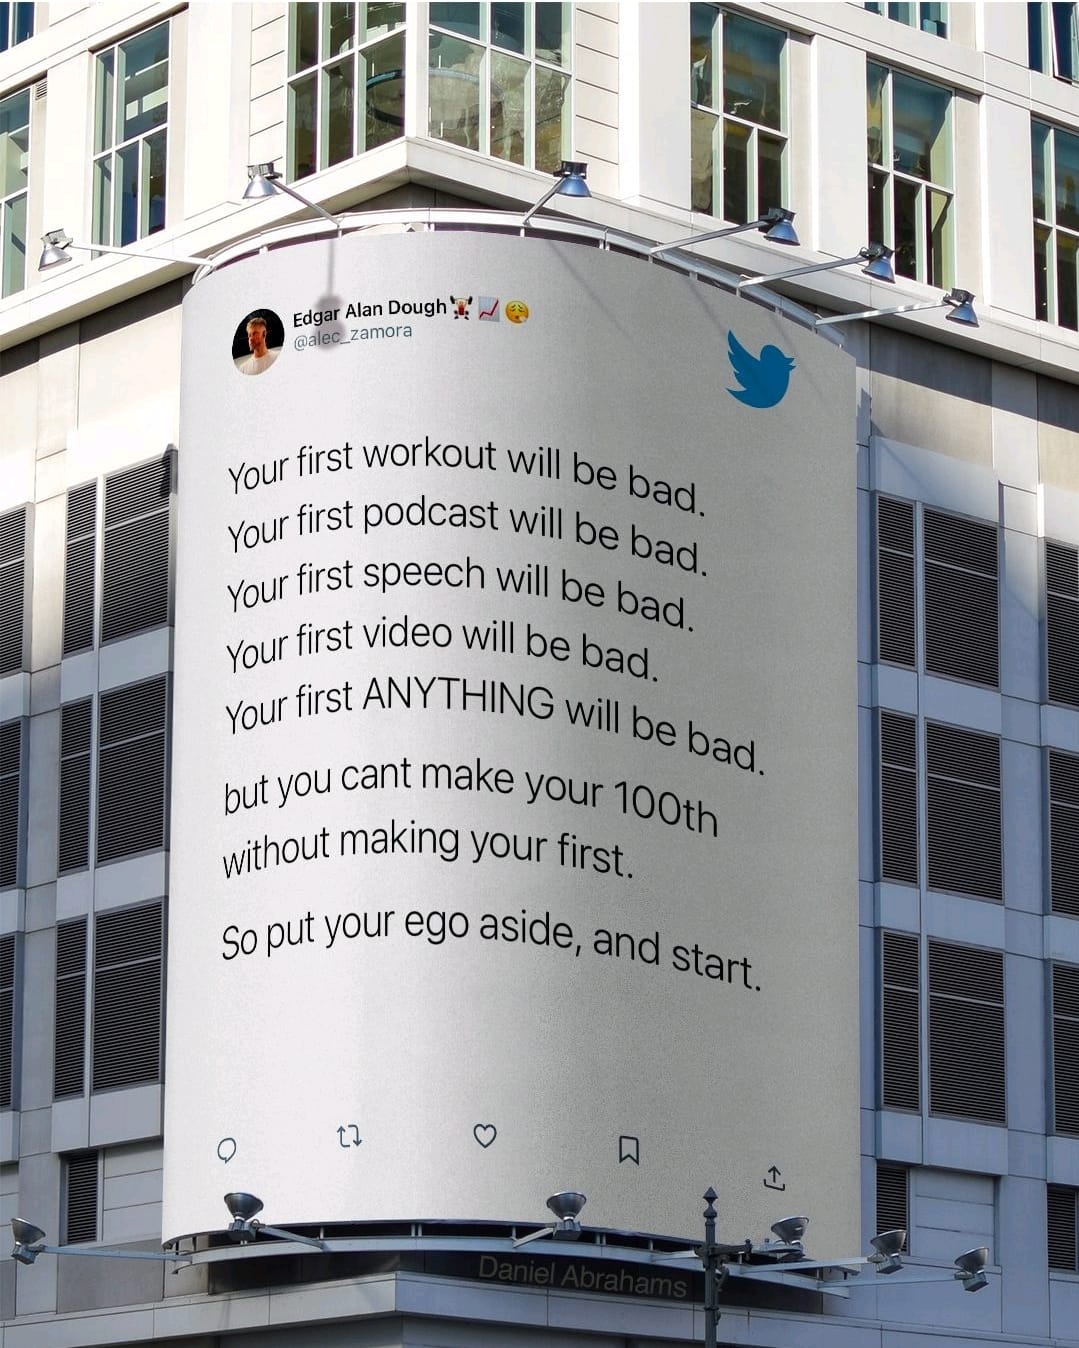 Edgar Alan Dough
@alec_zamora
Your first workout will be bad.
Your first podcast will be bad.
Your first speech will be bad.
Your first video will be bad.
Your first ANYTHING will be bad.
but you cant make your 100th
without making your first.
So put your ego aside, and start.
Daniel Abrahams